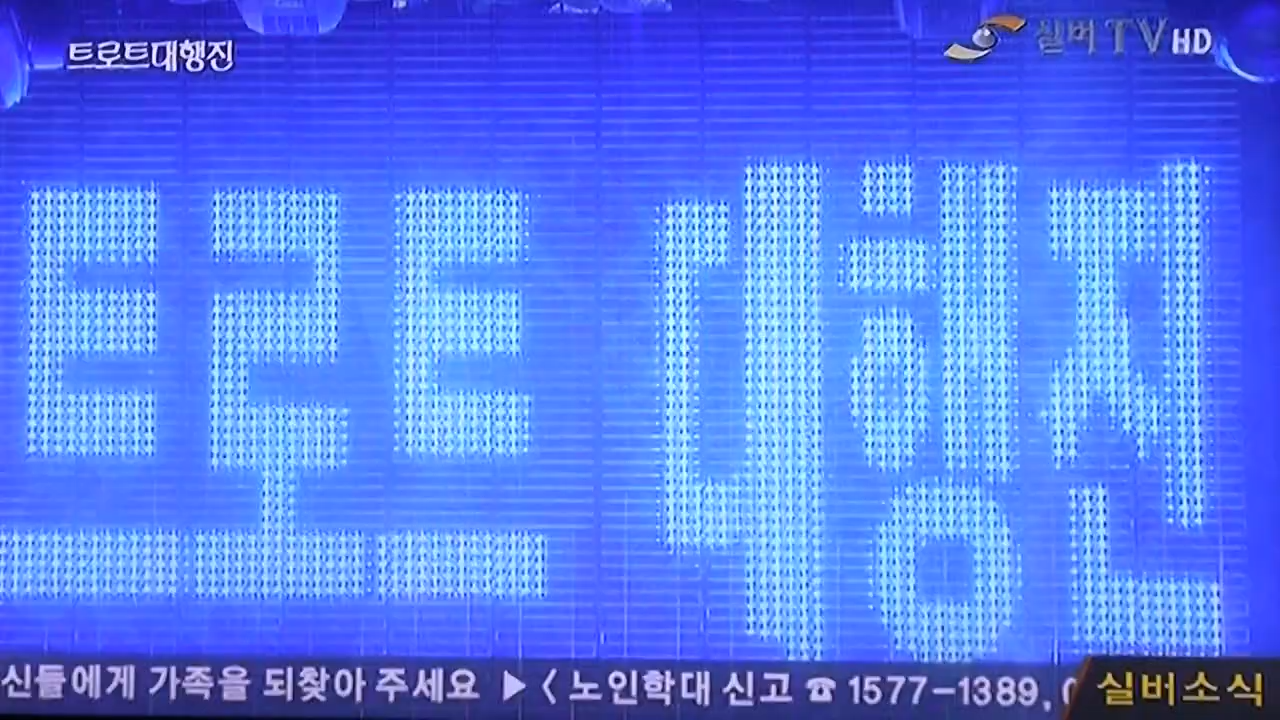 트로트대행진
실버TV HD
트로트 대행진
신들에게 가족을 되찾아 주세요 ▶〈 노인학대 신고 ☎ 1577-1389,
실버소식